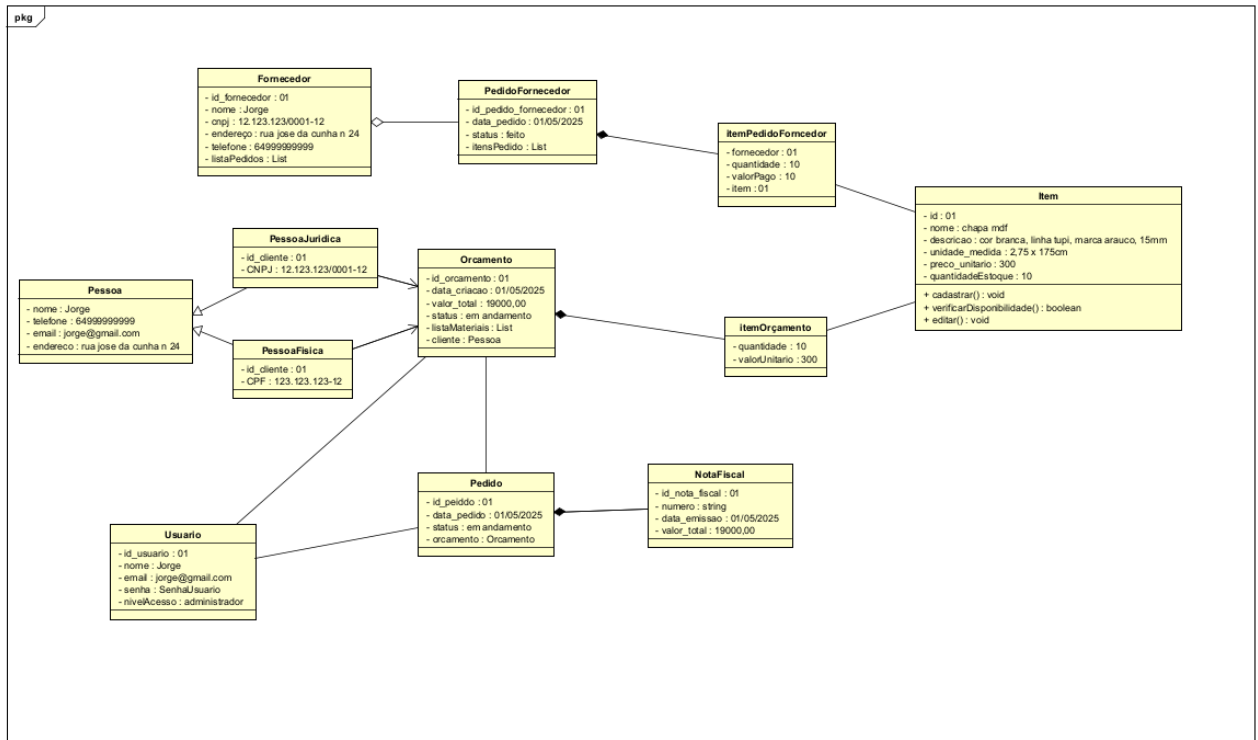 pkg
Fornecedor
- id_fornecedor : 01
- nome : Jorge
- cnpj : 12.123.123/0001-12
- endereço : rua jose da cunha n 24
- telefone : 64999999999
- listaPedidos : List
PedidoFornecedor
- id_pedido_fornecedor : 01
- data_pedido : 01/05/2025
- status : feito
- itensPedido : List
itemPedidoForncedor
- fornecedor : 01
- quantidade : 10
- valorPago : 10
- item : 01
Item
- id : 01
- nome : chapa mdf
- descricao : cor branca, linha tupi, marca arauco, 15mm
- unidade_medida : 2,75 x 175cm
- preco_unitario : 300
- quantidadeEstoque : 10
+ cadastrar() : void
+ verificarDisponibilidade() : boolean
+ editar() : void
PessoaJuridica
- id_cliente : 01
- CNPJ : 12.123.123/0001-12
Pessoa
- nome : Jorge
- telefone : 64999999999
- email : jorge@gmail.com
- endereco : rua jose da cunha n 24
PessoaFisica
- id_cliente : 01
- CPF : 123.123.123-12
Orcamento
- id_orcamento : 01
- data_criacao : 01/05/2025
- valor_total : 19000,00
- status : em andamento
- listaMateriais : List
- cliente : Pessoa
itemOrçamento
- quantidade : 10
- valorUnitario : 300
Pedido
- id_peiddo : 01
- data_pedido : 01/05/2025
- status : em andamento
- orcamento : Orcamento
NotaFiscal
- id_nota_fiscal : 01
- numero : string
- data_emissao : 01/05/2025
- valor_total : 19000,00
Usuario
- id_usuario : 01
- nome : Jorge
- email : jorge@gmail.com
- senha : SenhaUsuario
- nivelAcesso : administrador